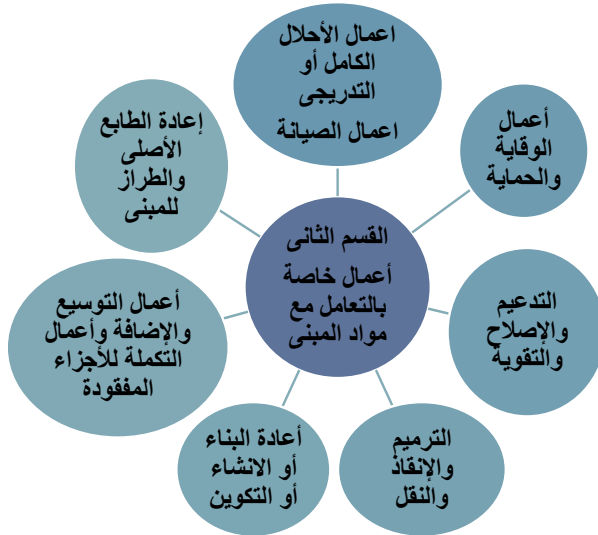 القسم الثانى
أعمال خاصة
بالتعامل مع
مواد المبنى
اعمال الأحلال
الكامل أو
التدريجى
اعمال الصيانة
أعمال
الوقاية
والحماية
التدعيم
والإصلاح
والتقوية
الترميم
والإنقاذ
والنقل
أعادة البناء
أو الانشاء
أو التكوين
أعمال التوسيع
والإضافة وأعمال
التكملة للأجزاء
المفقودة
إعادة الطابع
الأصلى
والطراز
للمبنى